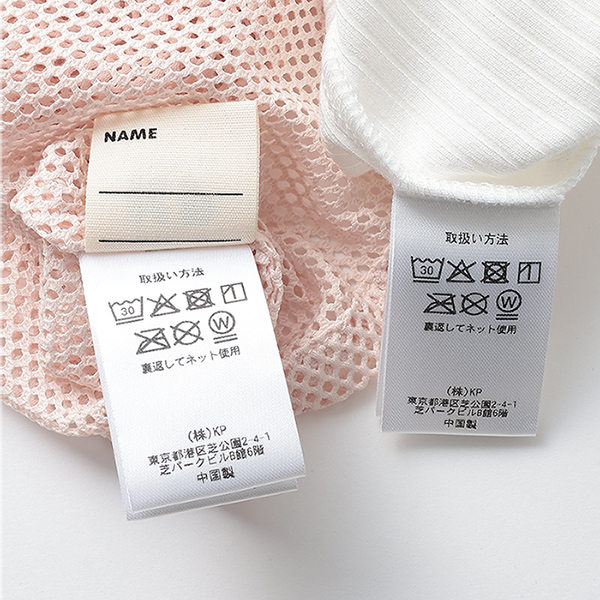 NAME
取扱い方法
30
W
裏返してネット使用
(株)KP
東京都港区芝公園2-4-1
芝パークビルB館6階
中国製
取扱い方法
30
W
裏返してネット使用
(株)KP
東京都港区芝公園2-4-1
芝パークビルB館6階
中国製